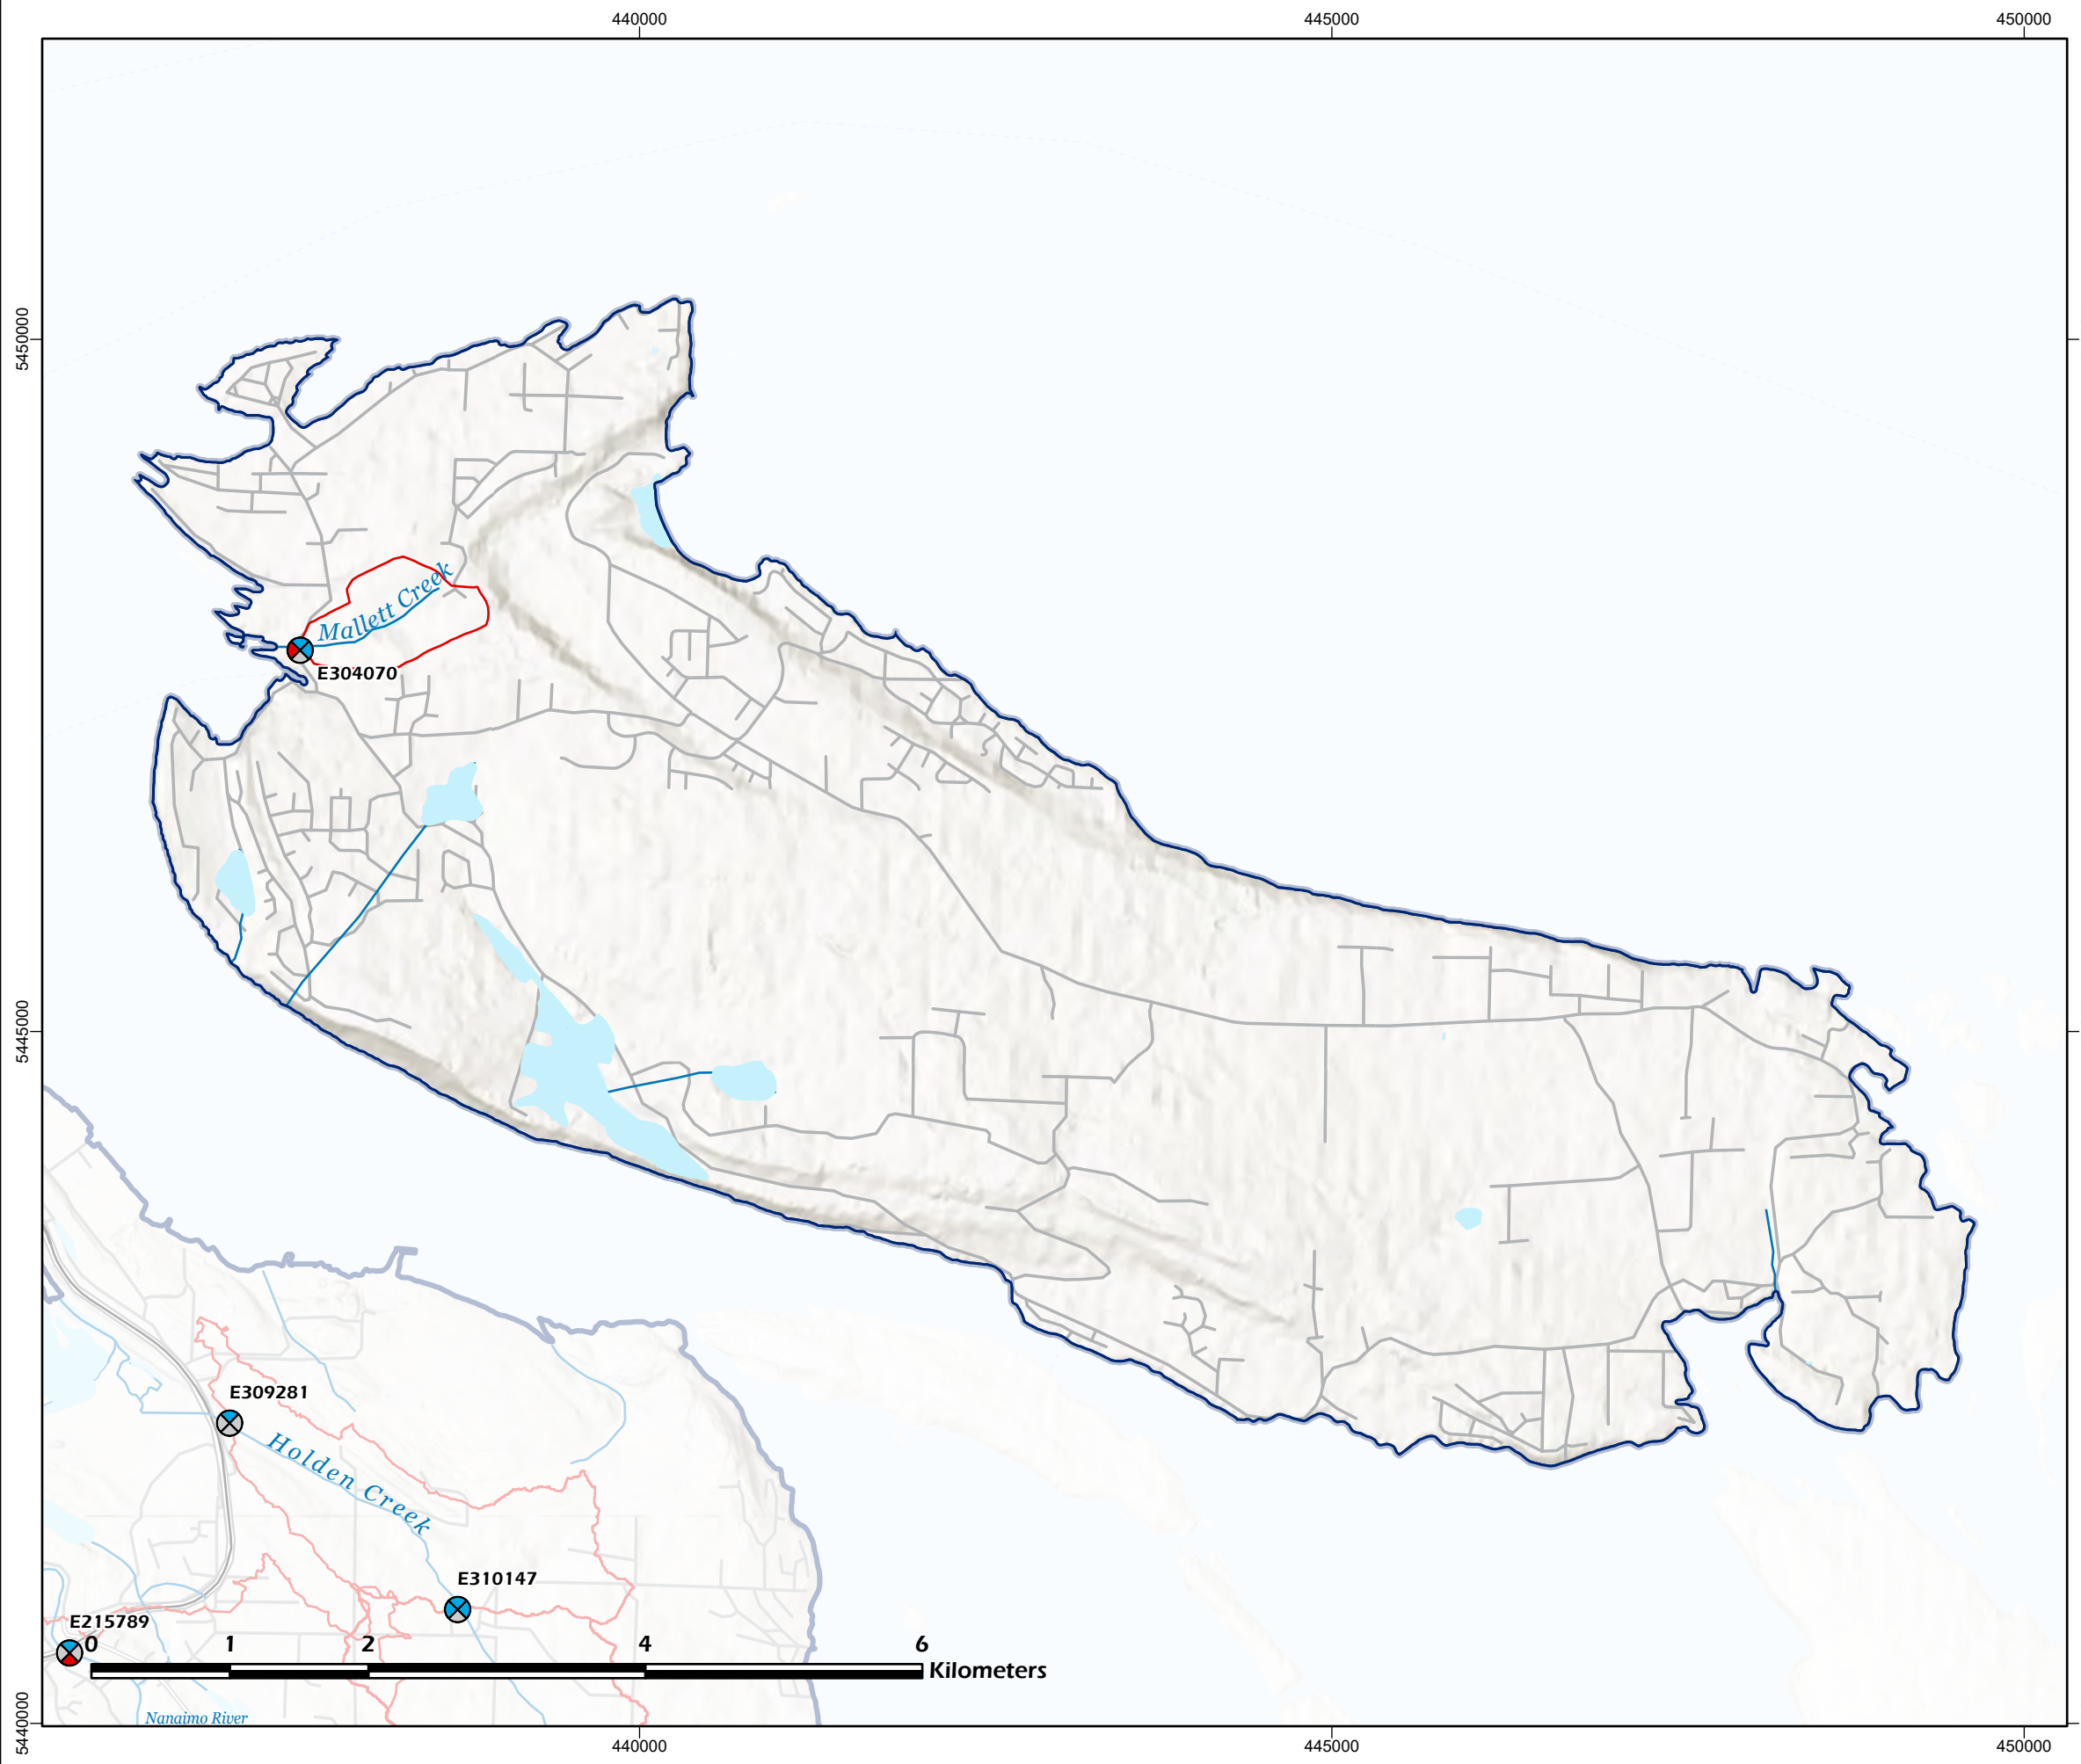 440000
445000
450000
5450000
Mallett Creek
E304070
5445000
E309281
Holden Creek
E310147
E215789
0 1 2 4 6
Kilometers
Nanaimo River
5440000
440000
445000
450000